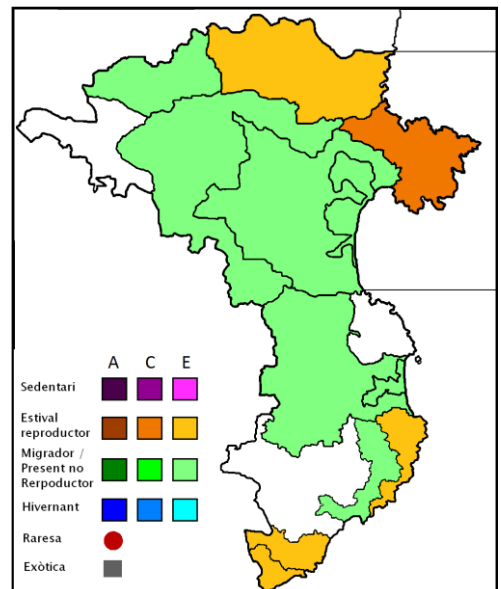 A C E
Sedentari
Estival
reproductor
Migrador /
Present no
Rerpoductor
Hivernant
Raresa
Exòtica